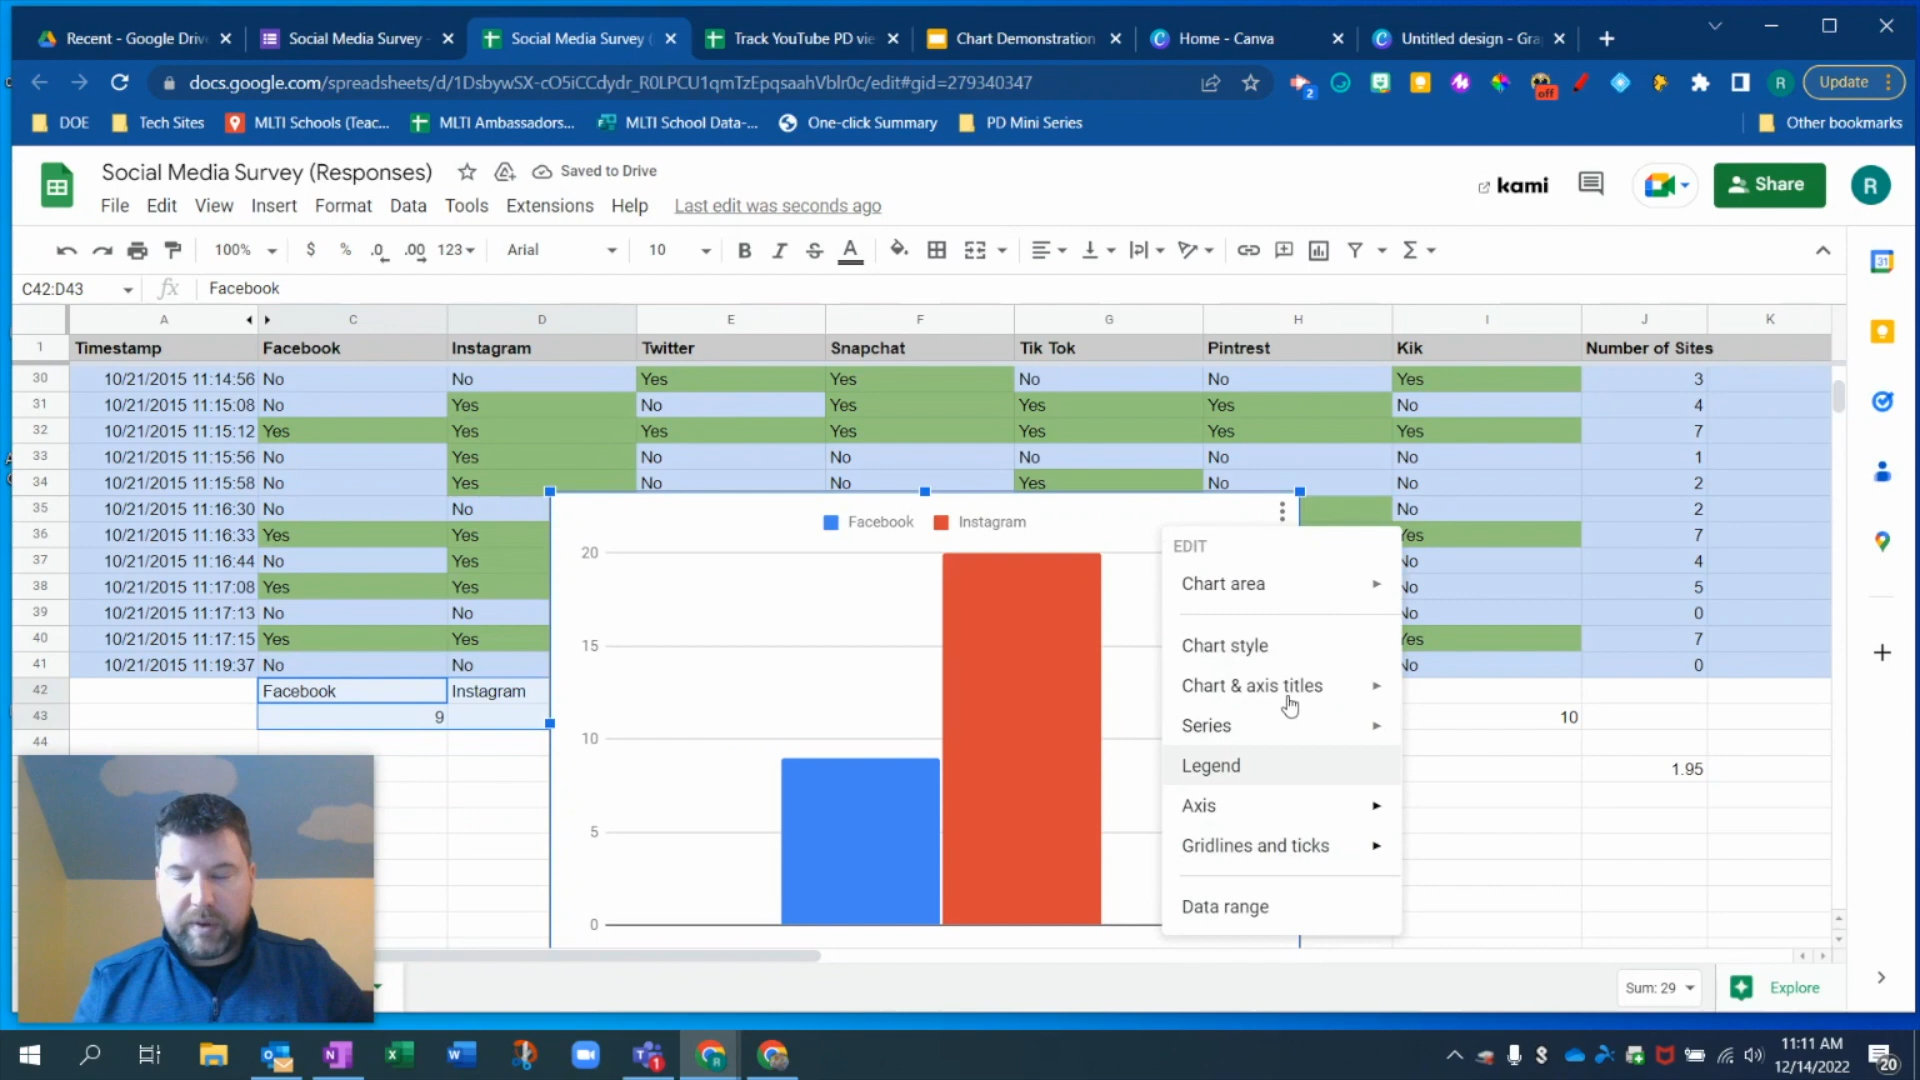 Recent - Google Driv
Social Media Survey -
Social Media Survey (
Track YouTube PD vie
Chart Demonstration
Home - Canva
Untitled design - Gra
docs.google.com/spreadsheets/d/1DsbywSX-cO5iCCdydr_R0LPCU1qmTzEpqsaahVblr0c/edit#gid=279340347
2
off
R
Update
DOE
Tech Sites
MLTI Schools (Teac...
MLTI Ambassadors...
MLTI School Data-...
One-click Summary
PD Mini Series
Other bookmarks
Social Media Survey (Responses)
Saved to Drive
kami
Share
R
File Edit View Insert Format Data Tools Extensions Help Last edit was seconds ago
100% $ % .0 .00 123 Arial 10 B I S A Σ
31
C42:D43 fx Facebook
A C D E F G H I J K
1 Timestamp Facebook Instagram Twitter Snapchat Tik Tok Pintrest Kik Number of Sites
30 10/21/2015 11:14:56 No No Yes Yes No No Yes 3
31 10/21/2015 11:15:08 No Yes No Yes Yes Yes No 4
32 10/21/2015 11:15:12 Yes Yes Yes Yes Yes Yes Yes 7
33 10/21/2015 11:15:56 No Yes No No No No No 1
34 10/21/2015 11:15:58 No Yes No No Yes No No 2
35 10/21/2015 11:16:30 No No No 2
36 10/21/2015 11:16:33 Yes Yes Yes 7
37 10/21/2015 11:16:44 No Yes No 4
38 10/21/2015 11:17:08 Yes Yes No 5
39 10/21/2015 11:17:13 No No No 0
40 10/21/2015 11:17:15 Yes Yes Yes 7
41 10/21/2015 11:19:37 No No No 0
42 Facebook Instagram
43 9 10
44
1.95
Facebook Instagram
20
15
10
5
0
EDIT
Chart area
Chart style
Chart & axis titles
Series
Legend
Axis
Gridlines and ticks
Data range
Sum: 29
Explore
1
11:11 AM
12/14/2022
20